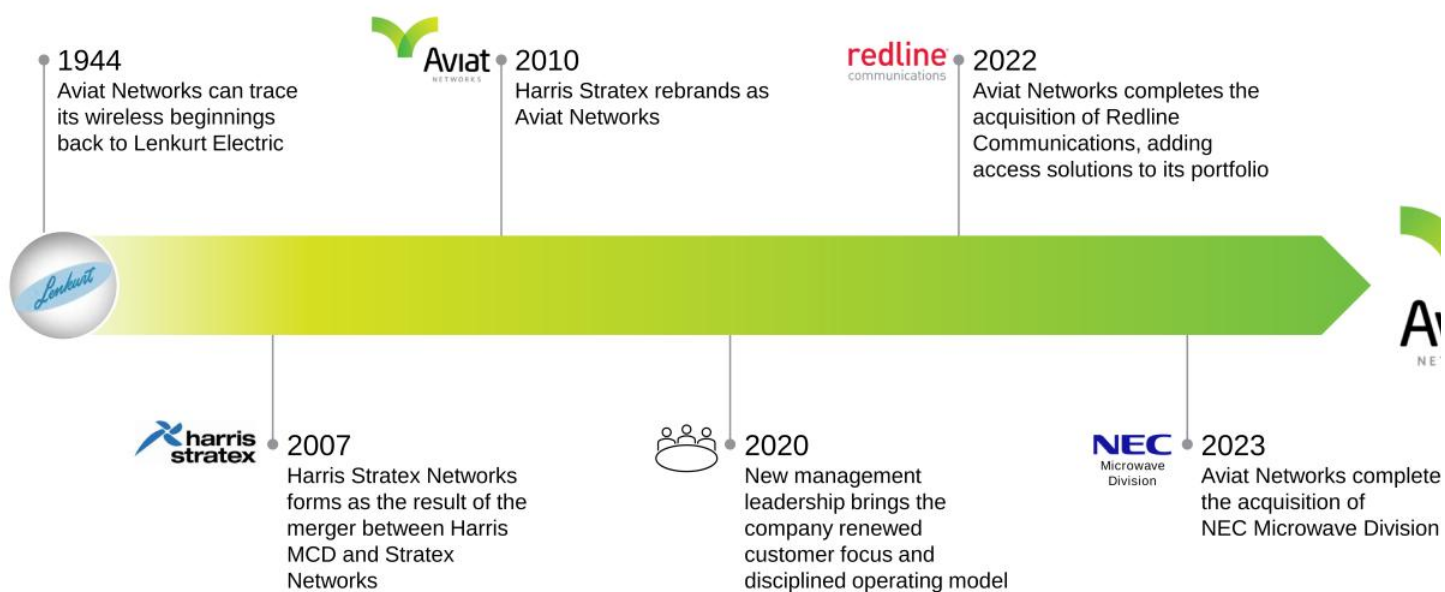 1944
Aviat Networks can trace
its wireless beginnings
back to Lenkurt Electric
Aviat
NETWORKS
2010
Harris Stratex rebrands as
Aviat Networks
redline
communications
2022
Aviat Networks completes the
acquisition of Redline
Communications, adding
access solutions to its portfolio
Lenkurt
harris
stratex
2007
Harris Stratex Networks
forms as the result of the
merger between Harris
MCD and Stratex
Networks
2020
New management
leadership brings the
company renewed
customer focus and
disciplined operating model
NEC
Microwave
Division
2023
Aviat Networks complete
the acquisition of
NEC Microwave Division